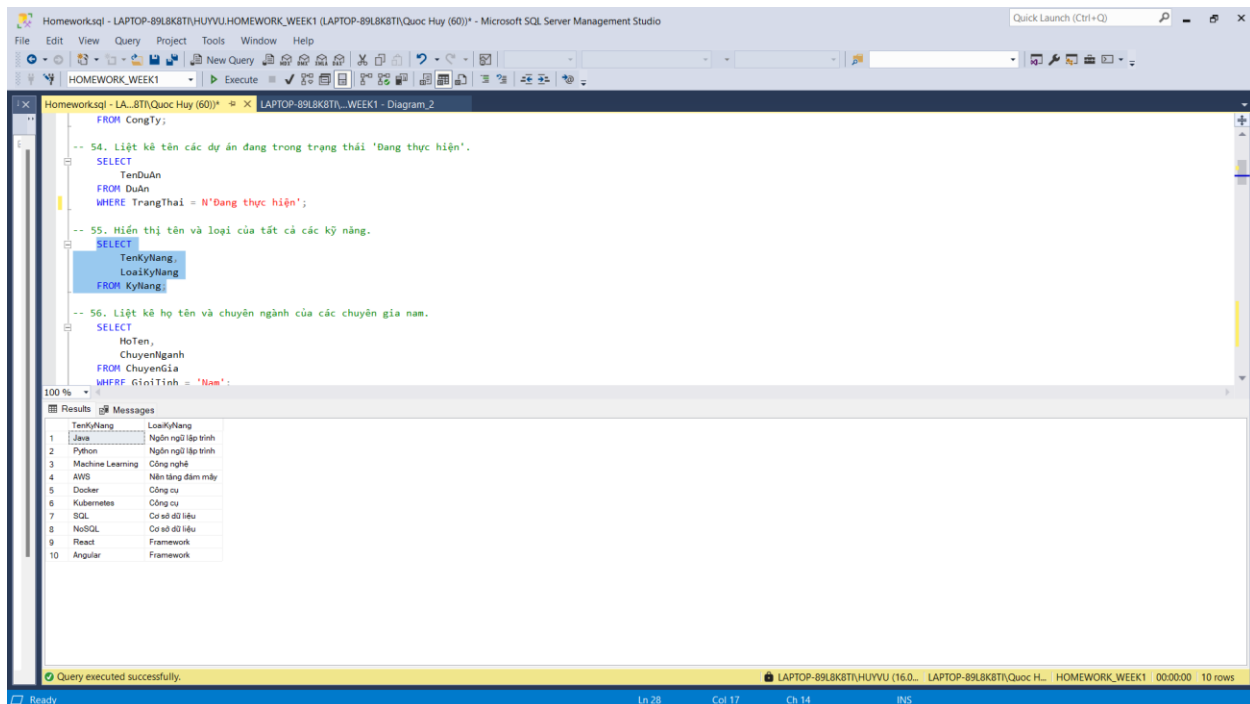 Homework.sql - LAPTOP-89L8K8TI\HUYVU.HOMEWORK_WEEK1 (LAPTOP-89L8K8TI\Quoc Huy (60))* - Microsoft SQL Server Management Studio
Quick Launch (Ctrl+Q)
File Edit View Query Project Tools Window Help
New Query
HOMEWORK_WEEK1 Execute
Homework.sql - LA...8TI\Quoc Huy (60))* LAPTOP-89L8K8TI\...WEEK1 - Diagram_2
FROM CongTy;
-- 54. Liệt kê tên các dự án đang trong trạng thái 'Đang thực hiện'.
SELECT
TenDuAn
FROM DuAn
WHERE TrangThai = N'Đang thực hiện';
-- 55. Hiển thị tên và loại của tất cả các kỹ năng.
SELECT
TenKyNang,
LoaiKyNang
FROM KyNang;
-- 56. Liệt kê họ tên và chuyên ngành của các chuyên gia nam.
SELECT
HoTen,
ChuyenNganh
FROM ChuyenGia
WHERE GioiTinh = 'Nam';
100 %
Results Messages
TenKyNang LoaiKyNang
1 Java Ngôn ngữ lập trình
2 Python Ngôn ngữ lập trình
3 Machine Learning Công nghệ
4 AWS Nền tảng đám mây
5 Docker Công cụ
6 Kubernetes Công cụ
7 SQL Cơ sở dữ liệu
8 NoSQL Cơ sở dữ liệu
9 React Framework
10 Angular Framework
Query executed successfully. LAPTOP-89L8K8TI\HUYVU (16.0... LAPTOP-89L8K8TI\Quoc H... HOMEWORK_WEEK1 00:00:00 10 rows
Ready Ln 28 Col 17 Ch 14 INS